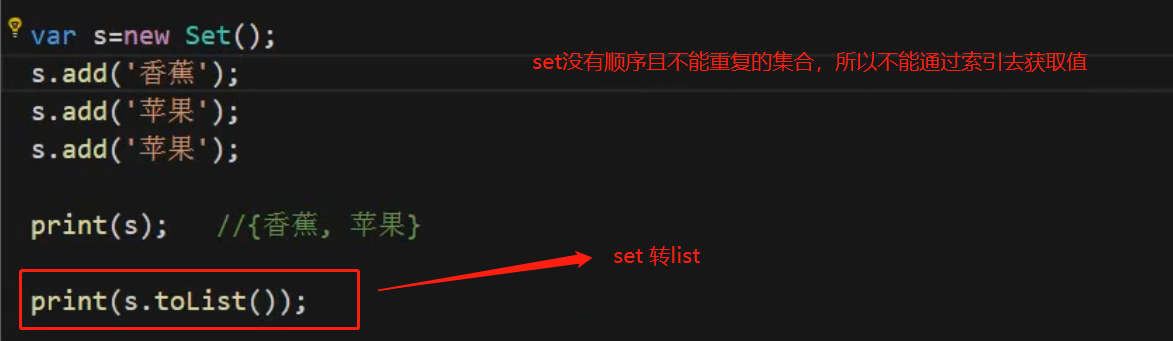 var s=new Set();
s.add('香蕉');
set没有顺序且不能重复的集合，所以不能通过索引去获取值
s.add('苹果');
s.add('苹果');
print(s);   //{香蕉, 苹果}
set 转list
print(s.toList());